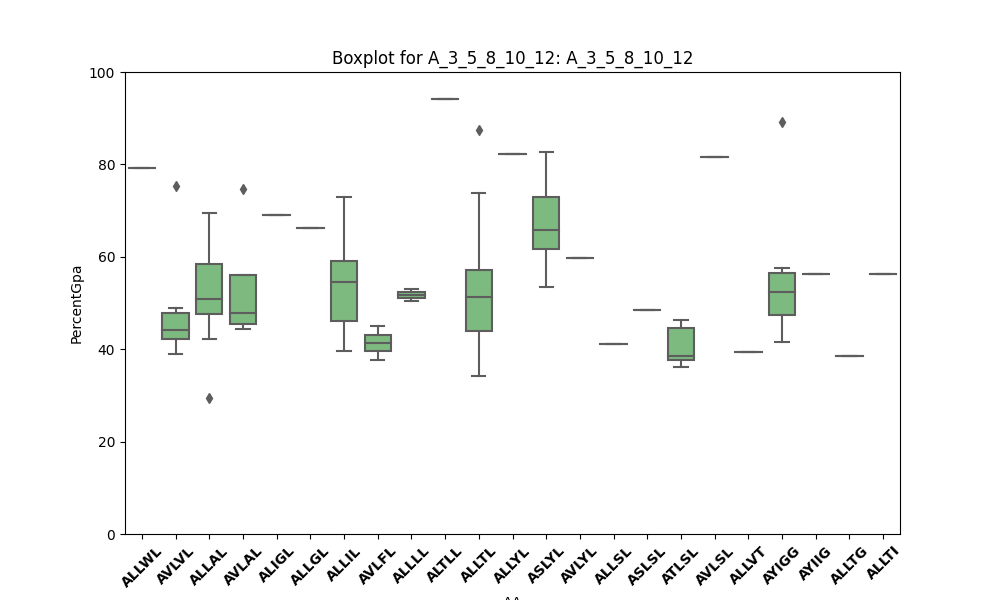 Boxplot for A_3_5_8_10_12: A_3_5_8_10_12
100
80
60
40
20
0
PercentGpa
ALLWL
AVLVL
ALLAL
AVLAL
ALIGL
ALLGL
ALLIL
AVLFL
ALLLL
ALTLL
ALLTL
ALLYL
ASLYL
AVLYL
ALLSL
ASLSL
ATLSL
AVLSL
ALLVT
AYIGG
AYIIG
ALLTG
ALLTI
AA